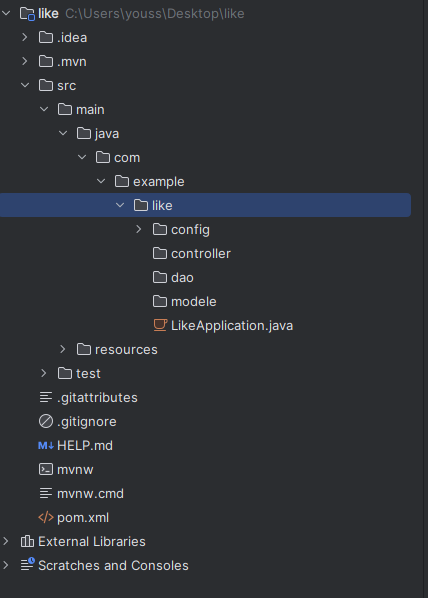 like C:\Users\youss\Desktop\like
.idea
.mvn
src
main
java
com
example
like
config
controller
dao
modele
LikeApplication.java
resources
test
.gitattributes
.gitignore
M↓ HELP.md
mvnw
mvnw.cmd
</> pom.xml
External Libraries
Scratches and Consoles